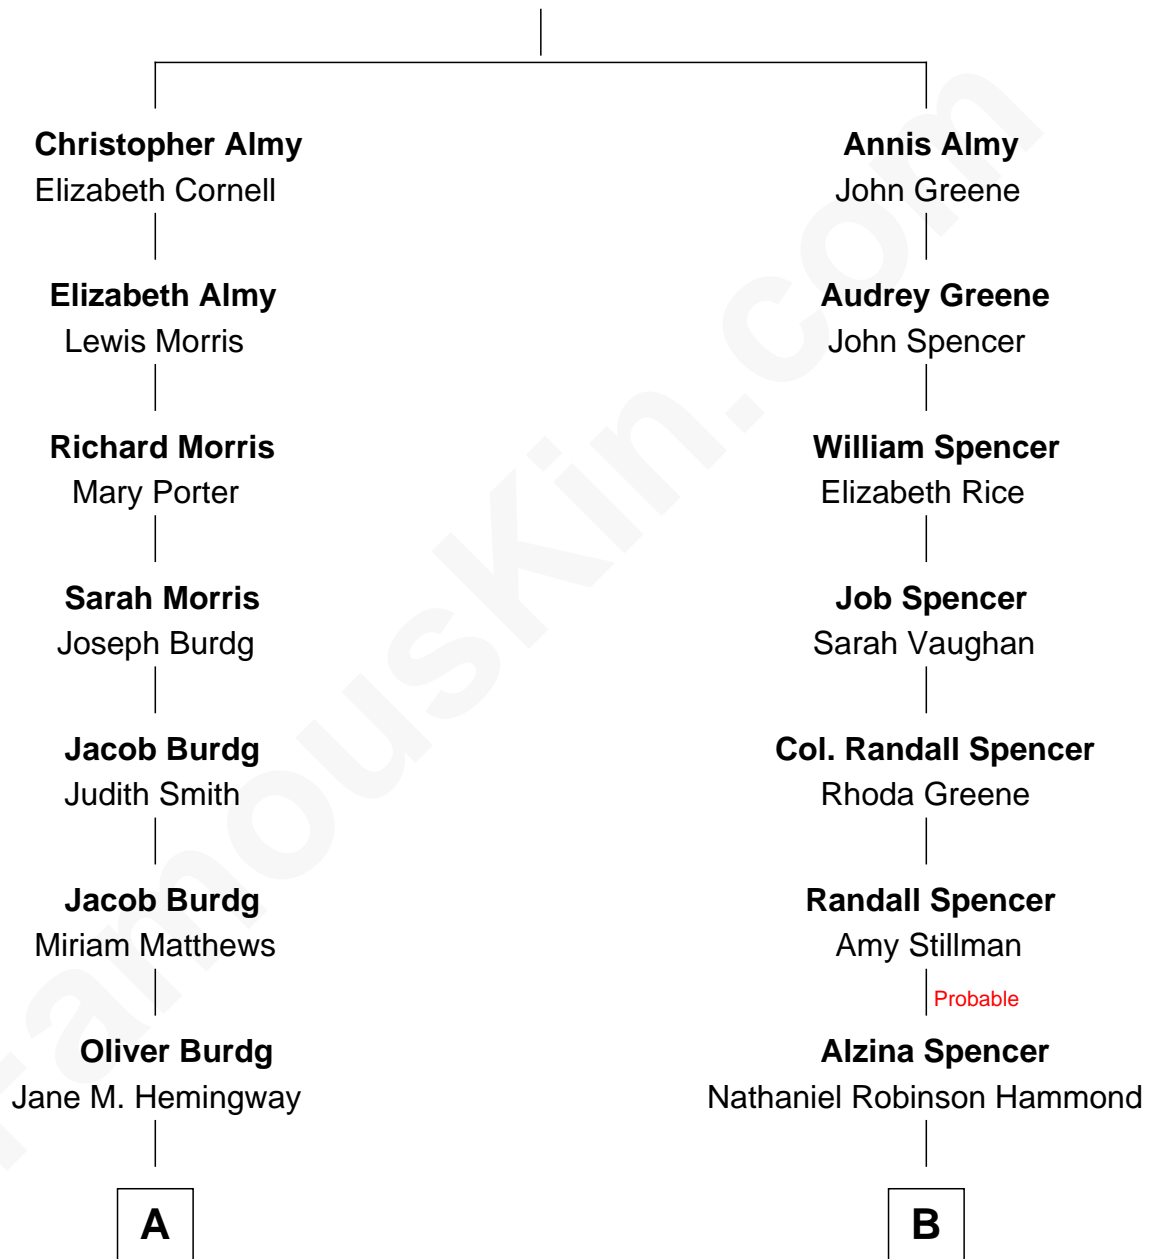 Christopher Almy
Elizabeth Cornell
Elizabeth Almy
Lewis Morris
Richard Morris
Mary Porter
Sarah Morris
Joseph Burdg
Jacob Burdg
Judith Smith
Jacob Burdg
Miriam Matthews
Oliver Burdg
Jane M. Hemingway
A
Annis Almy
John Greene
Audrey Greene
John Spencer
William Spencer
Elizabeth Rice
Job Spencer
Sarah Vaughan
Col. Randall Spencer
Rhoda Greene
Randall Spencer
Amy Stillman
Probable
Alzina Spencer
Nathaniel Robinson Hammond
B
FamousKin.com